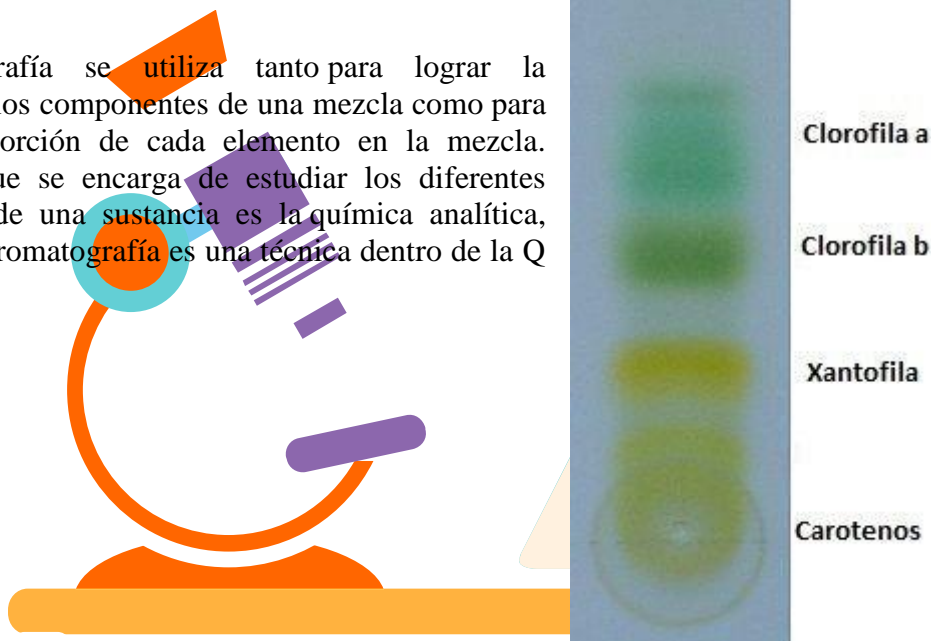 rafía se utiliza tanto para lograr la
los componentes de una mezcla como para
orción de cada elemento en la mezcla.
ue se encarga de estudiar los diferentes
de una sustancia es la química analítica,
romatografía es una técnica dentro de la Q
Clorofila a
Clorofila b
Xantofila
Carotenos